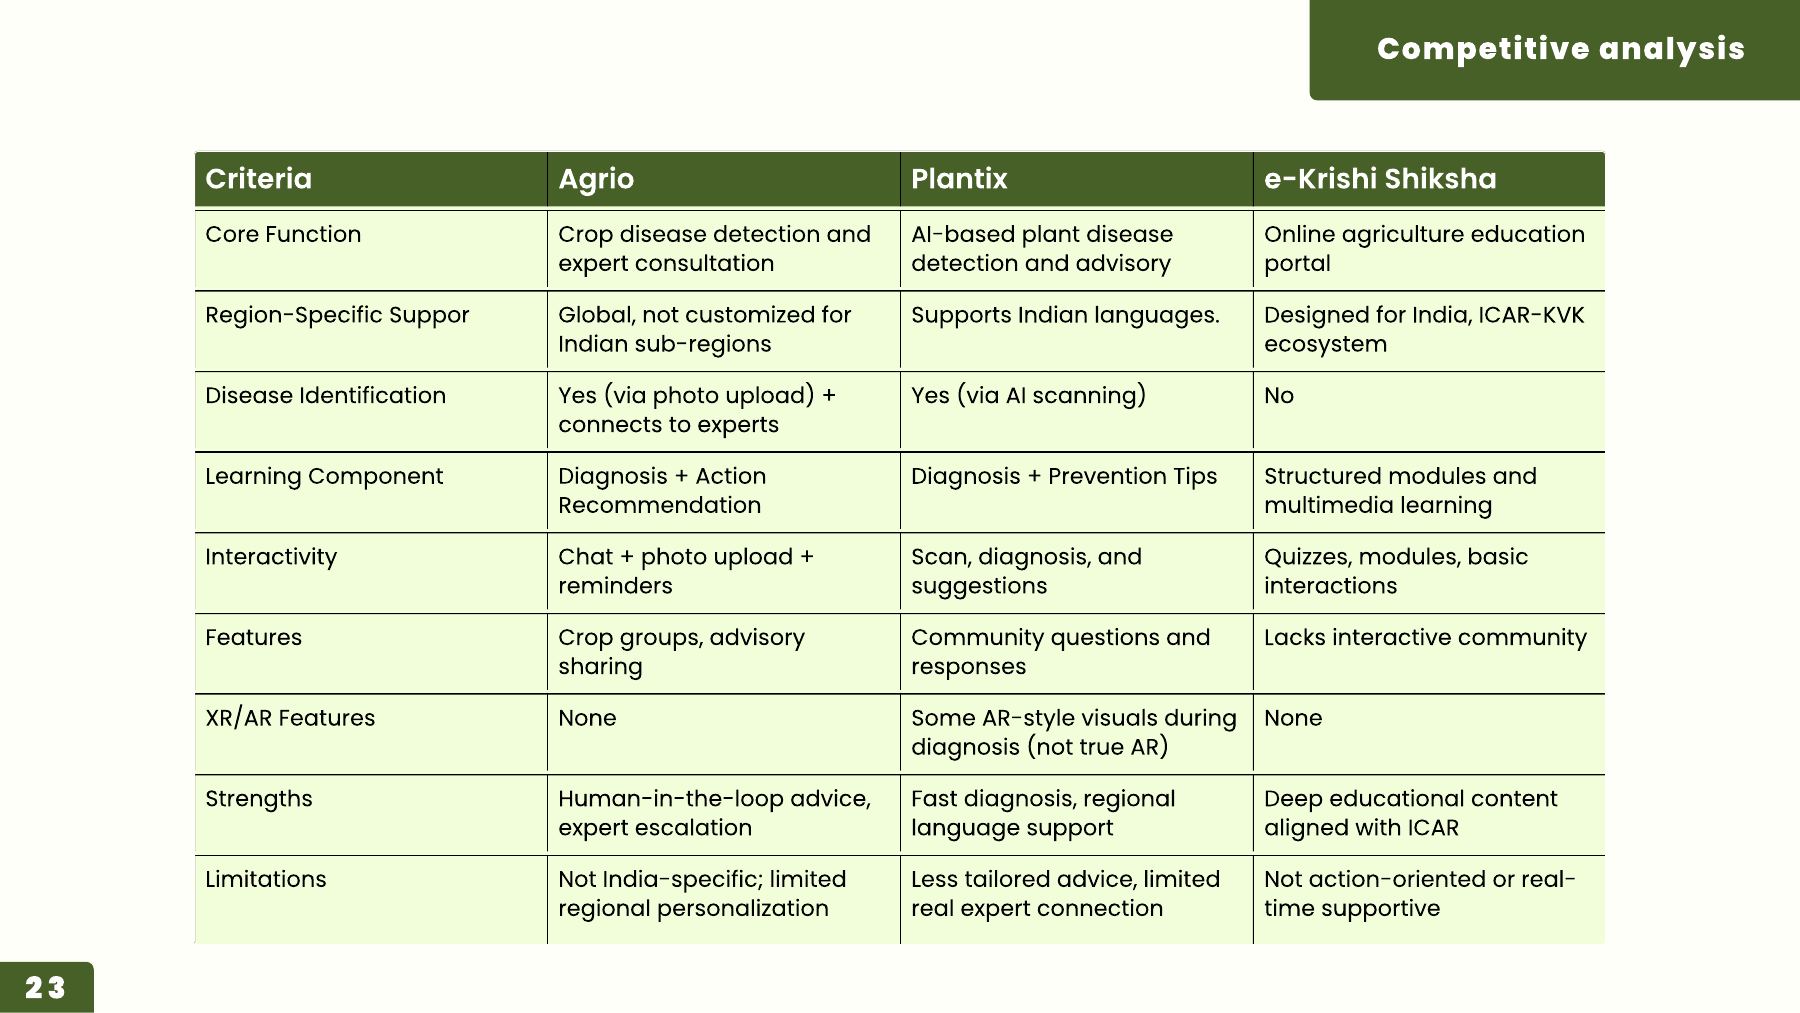 Competitive analysis
Criteria
Agrio
Plantix
e-Krishi Shiksha
Core Function
Crop disease detection and
expert consultation
AI-based plant disease
detection and advisory
Online agriculture education
portal
Region-Specific Suppor
Global, not customized for
Indian sub-regions
Supports Indian languages.
Designed for India, ICAR-KVK
ecosystem
Disease Identification
Yes (via photo upload) +
connects to experts
Yes (via AI scanning)
No
Learning Component
Diagnosis + Action
Recommendation
Diagnosis + Prevention Tips
Structured modules and
multimedia learning
Interactivity
Chat + photo upload +
reminders
Scan, diagnosis, and
suggestions
Quizzes, modules, basic
interactions
Features
Crop groups, advisory
sharing
Community questions and
responses
Lacks interactive community
XR/AR Features
None
Some AR-style visuals during
diagnosis (not true AR)
None
Strengths
Human-in-the-loop advice,
expert escalation
Fast diagnosis, regional
language support
Deep educational content
aligned with ICAR
Limitations
Not India-specific; limited
regional personalization
Less tailored advice, limited
real expert connection
Not action-oriented or real-
time supportive
23